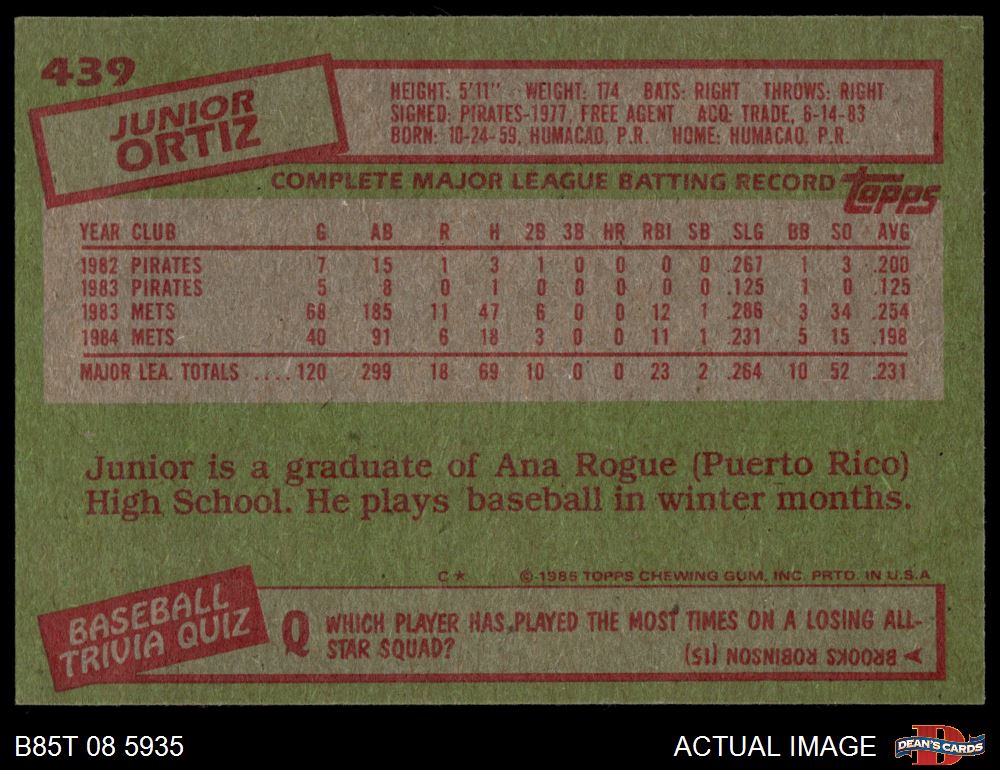 439
JUNIOR
ORTIZ
HEIGHT: 5'11" WEIGHT: 174 BATS: RIGHT THROWS: RIGHT
SIGNED: PIRATES-1977, FREE AGENT ACQ: TRADE, 6-14-83
BORN: 10-24-59, HUMACAO, P.R. HOME: HUMACAO, P.R.
COMPLETE MAJOR LEAGUE BATTING RECORD Topps
YEAR CLUB G AB R H 2B 3B HR RBI SB SLG BB SO AVG
1982 PIRATES 7 15 1 3 1 0 0 0 0 .267 1 3 .200
1983 PIRATES 5 8 0 1 0 0 0 0 0 .125 1 0 .125
1983 METS 68 185 11 47 6 0 0 12 1 .286 3 34 .254
1984 METS 40 91 6 18 3 0 0 11 1 .231 5 15 .198
MAJOR LEA. TOTALS .... 120 299 18 69 10 0 0 23 2 .264 10 52 .231
Junior is a graduate of Ana Rogue (Puerto Rico)
High School. He plays baseball in winter months.
C★ ©1985 TOPPS CHEWING GUM, INC. PRTD. IN U.S.A
BASEBALL
TRIVIA QUIZ
Q WHICH PLAYER HAS PLAYED THE MOST TIMES ON A LOSING ALL-
STAR SQUAD?
BROOKS ROBINSON (15)
B85T 08 5935
ACTUAL IMAGE
DEAN'S CARDS